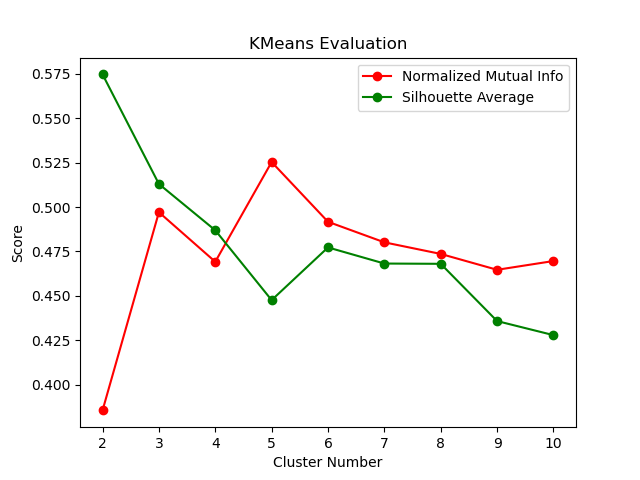 KMeans Evaluation
Normalized Mutual Info
Silhouette Average
Score
0.575
0.550
0.525
0.500
0.475
0.450
0.425
0.400
2 3 4 5 6 7 8 9 10
Cluster Number